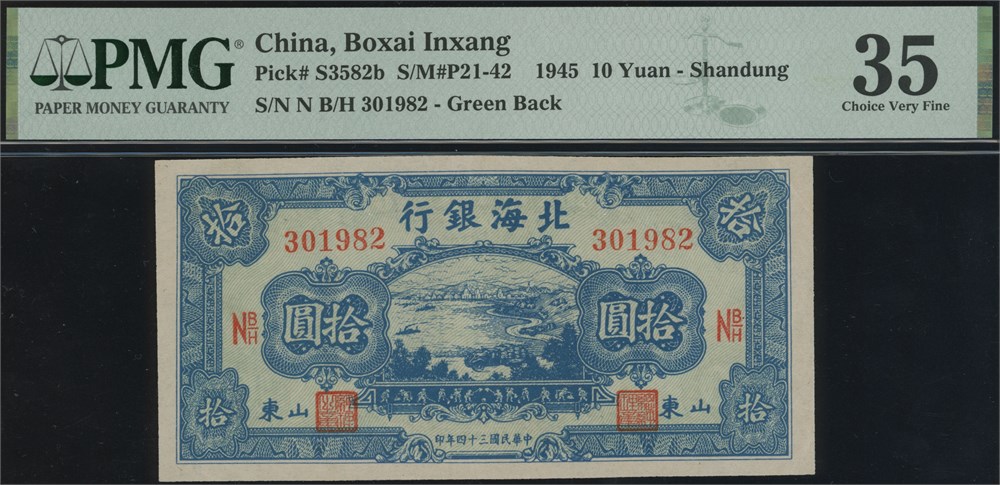 PMG®
PAPER MONEY GUARANTY
China, Boxai Inxang
Pick# S3582b S/M#P21-42 1945 10 Yuan - Shandung
S/N N B/H 301982 - Green Back
35
Choice Very Fine
拾 拾
行銀海北
301982 301982
圓拾 圓拾
N B/H N B/H
東山 東山
拾 拾
印年四十三國民華中